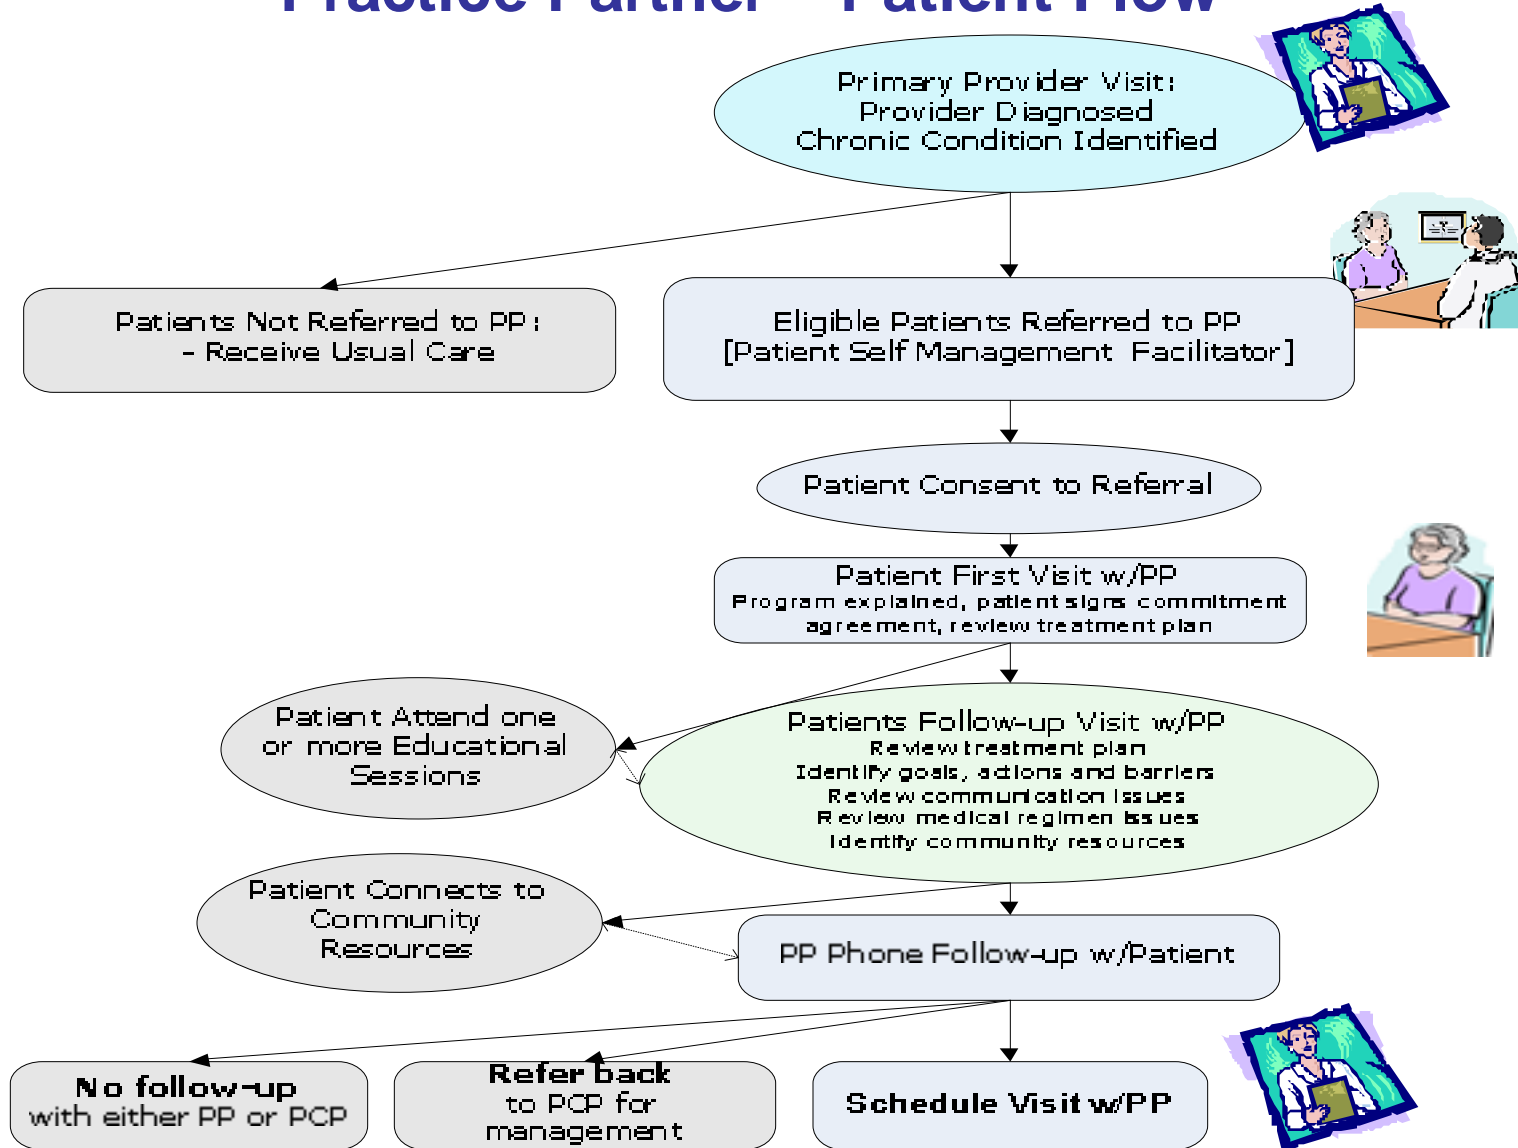 Practice Partner – Patient Flow
Primary Provider Visit:
Provider Diagnosed
Chronic Condition Identified
Patients Not Referred to PP:
- Receive Usual Care
Eligible Patients Referred to PP
[Patient Self Management Facilitator]
Patient Consent to Referral
Patient First Visit w/PP
Program explained, patient signs commitment
agreement, review treatment plan
Patient Attend one
or more Educational
Sessions
Patients Follow-up Visit w/PP
Review treatment plan
Identify goals, actions and barriers
Review communication issues
Review medical regimen issues
Identify community resources
Patient Connects to
Community
Resources
PP Phone Follow-up w/Patient
No follow-up
with either PP or PCP
Refer back
to PCP for
management
Schedule Visit w/PP